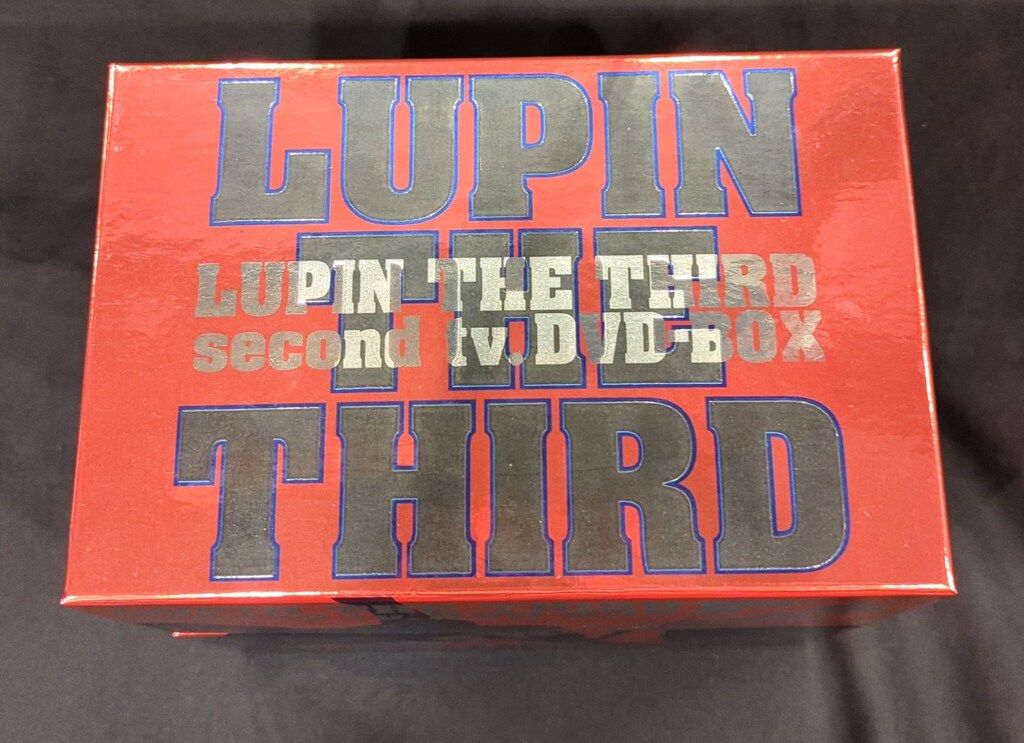 LUPIN
THE
THIRD
LUPIN THE THIRD
second tv. DVD-BOX